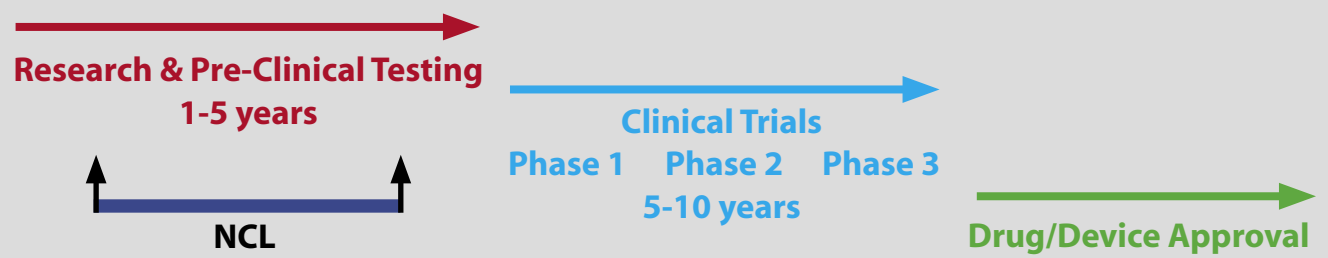 Research & Pre-Clinical Testing
1-5 years
NCL
Clinical Trials
Phase 1 Phase 2 Phase 3
5-10 years
Drug/Device Approval